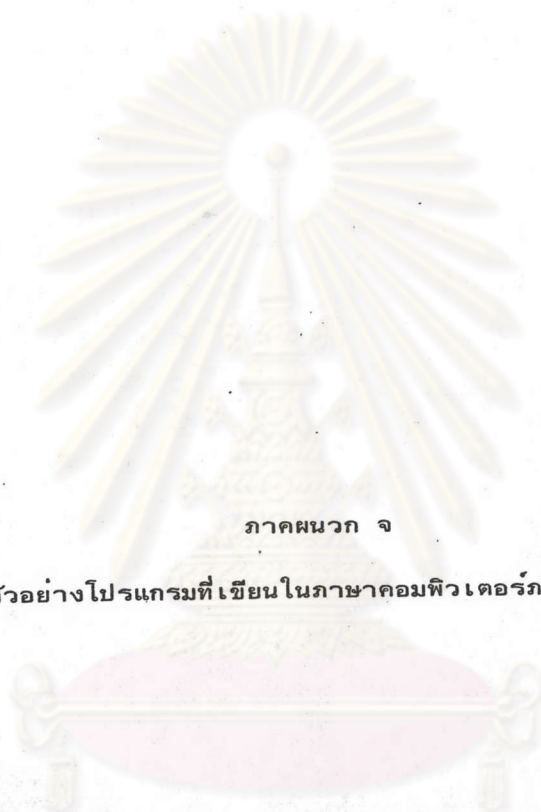 ภาคผนวก จ
ตัวอย่างโปรแกรมที่เขียนในภาษาคอมพิวเตอร์